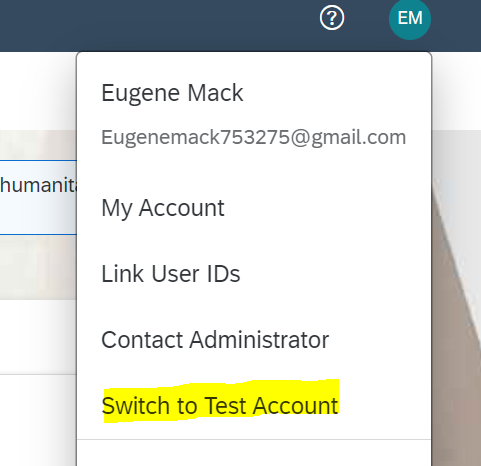 ?
EM
Eugene Mack
Eugenemack753275@gmail.com
humanit
My Account
Link User IDs
Contact Administrator
Switch to Test Account